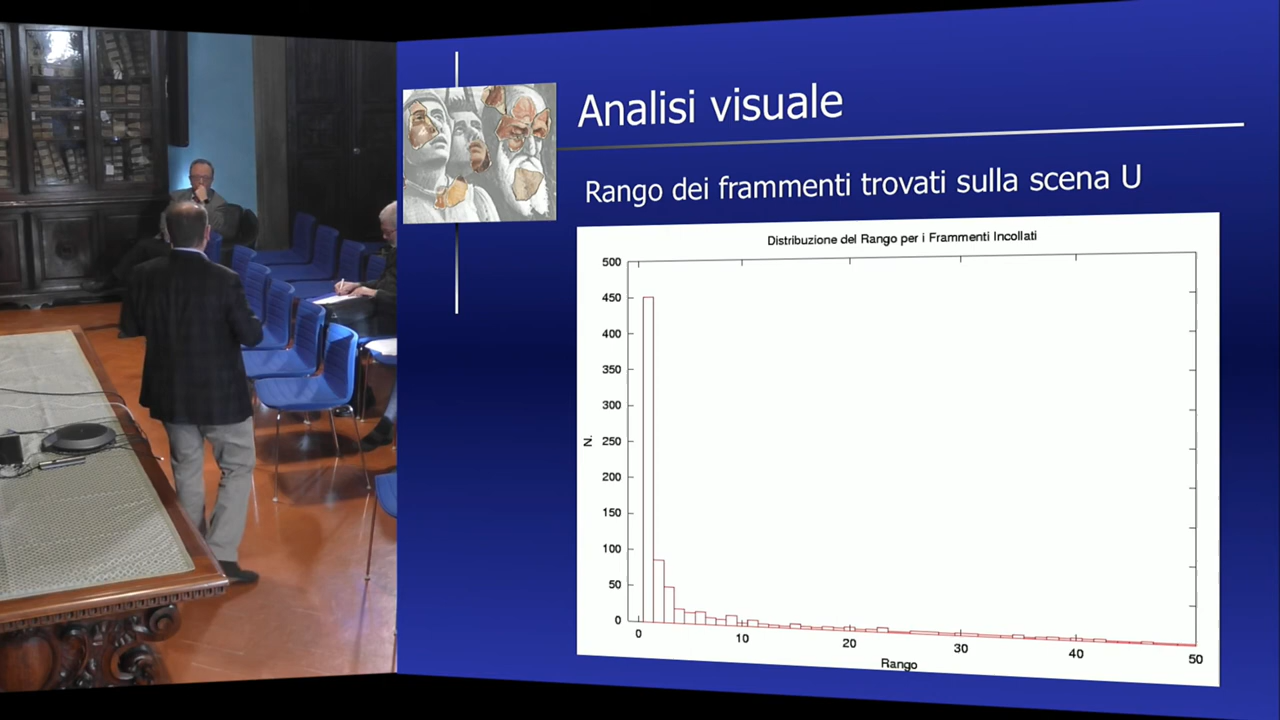 Analisi visuale
Rango dei frammenti trovati sulla scena U
Distribuzione del Rango per i Frammenti Incollati
500
450
400
350
300
250
200
150
100
50
0
N.
0 10 20 30 40 50
Rango